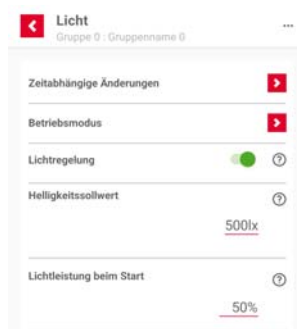 Licht
Gruppe 0 : Gruppenname 0
Zeitabhängige Änderungen
Betriebsmodus
Lichtregelung
Helligkeitssollwert
500lx
Lichtleistung beim Start
50%